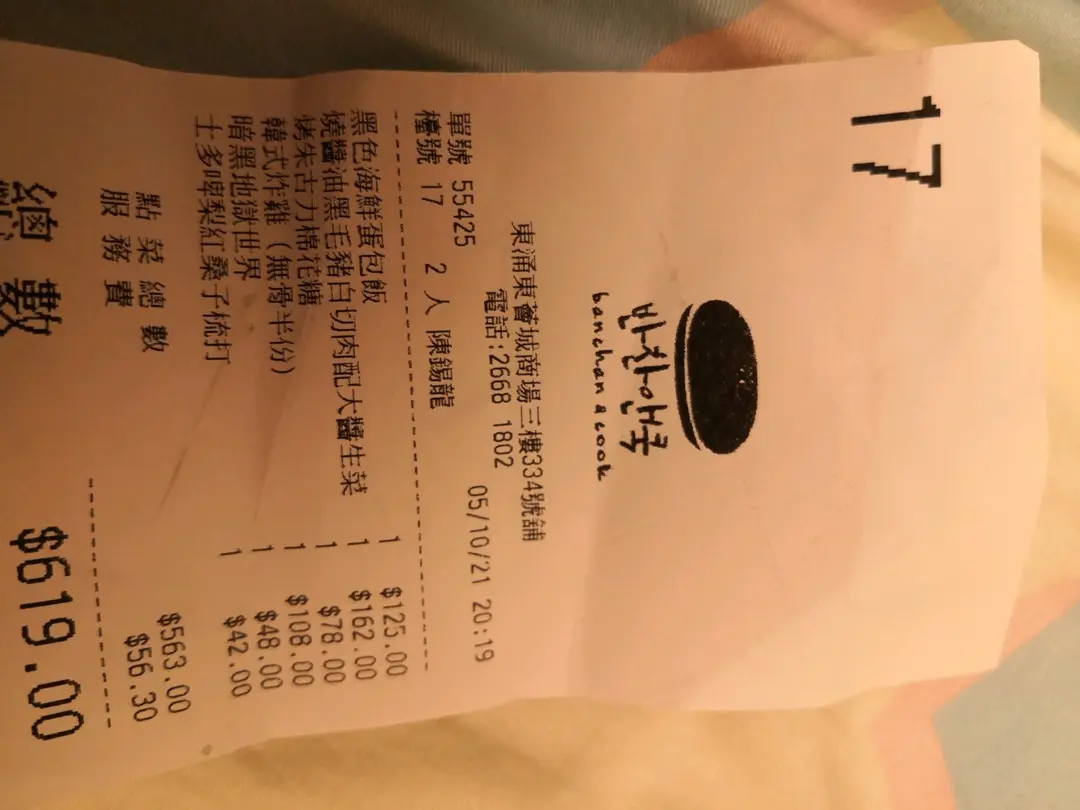 17
반찬앤쿡
banchan & cook
東涌東薈城商場三樓334號舖
電話:2668 1802
05/10/21 20:19
單號 55425
檯號 17 2 人 陳錫龍
黑色海鮮蛋包飯 1 $125.00
燒醬油黑毛豬白切肉配大醬生菜 1 $162.00
烤朱古力棉花糖 1 $78.00
韓式炸雞 (無骨半份) 1 $108.00
暗黑地獄世界 1 $48.00
士多啤梨紅桑子梳打 1 $42.00
點菜總數 $563.00
服務費 $56.30
總數 $619.00